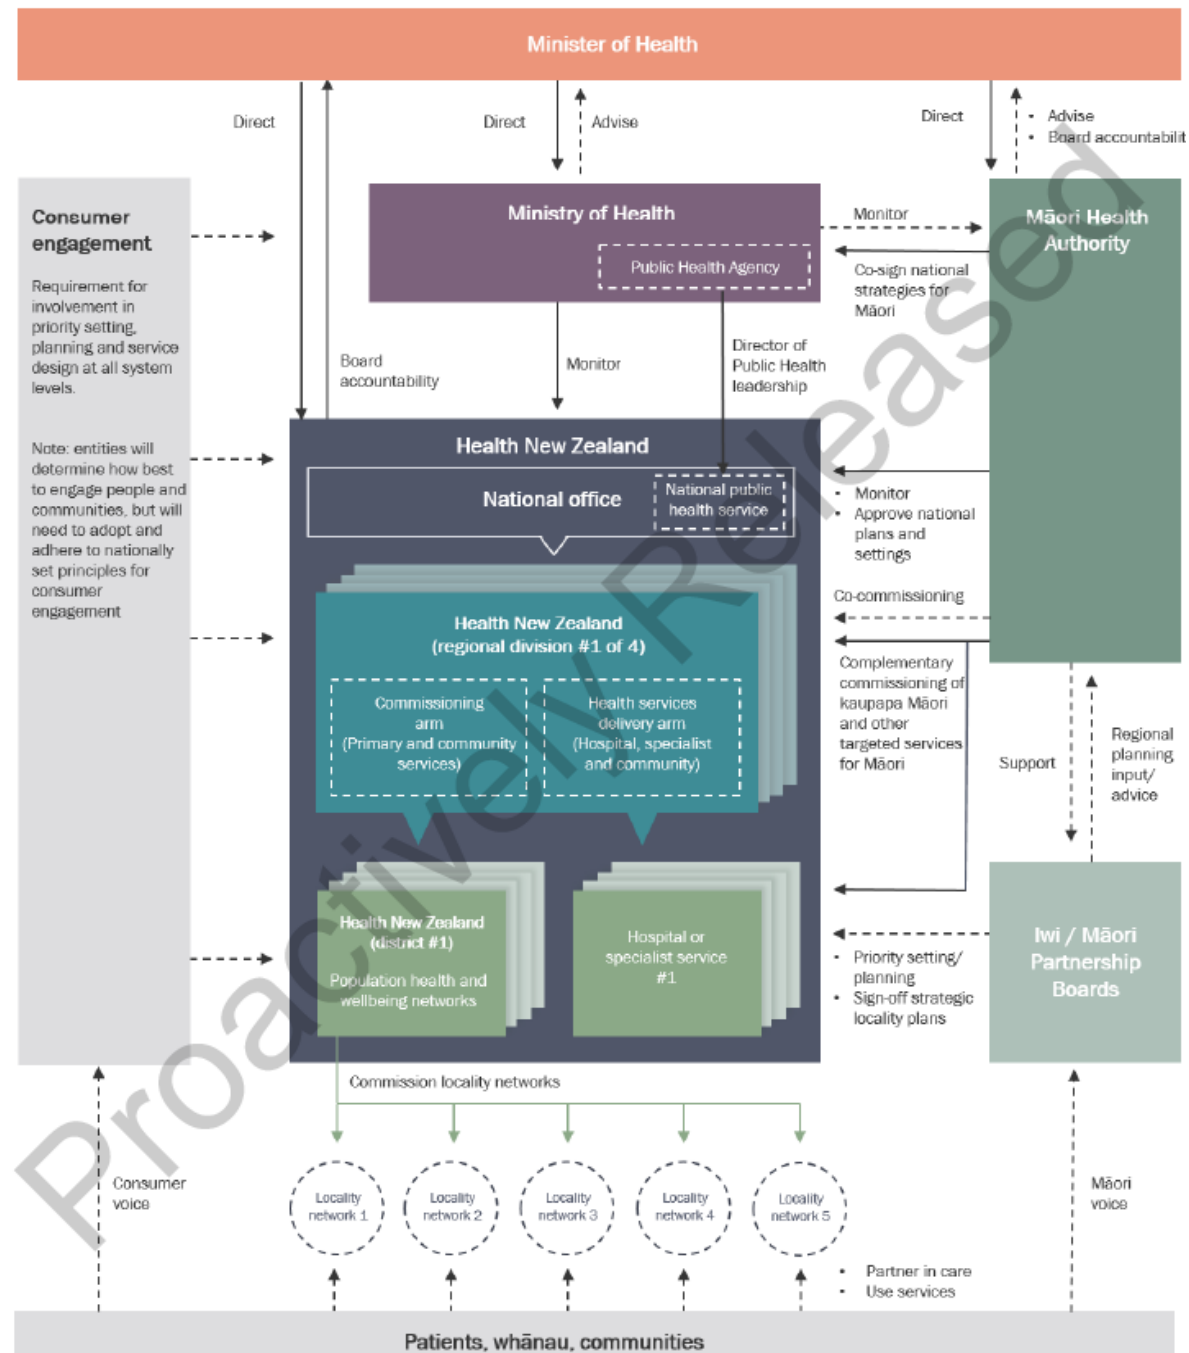 Minister of Health
Direct
Direct
Advise
Direct
• Advise
• Board accountabilit
Consumer
engagement
Requirement for
involvement in
priority setting,
planning and service
design at all system
levels.
Note: entities will
determine how best
to engage people and
communities, but will
need to adopt and
adhere to nationally
set principles for
consumer
engagement
Ministry of Health
Public Health Agency
Monitor
Co-sign national
strategies for
Māori
Māori Health
Authority
Board
accountability
Monitor
Director of
Public Health
leadership
Health New Zealand
National office
National public
health service
• Monitor
• Approve national
plans and
settings
Co-commissioning
Health New Zealand
(regional division #1 of 4)
Commissioning
arm
(Primary and community
services)
Health services
delivery arm
(Hospital, specialist
and community)
Complementary
commissioning of
kaupapa Māori
and other
targeted services
for Māori
Support
Regional
planning
input/
advice
Health New Zealand
(district #1)
Population health and
wellbeing networks
Hospital or
specialist service
#1
• Priority setting/
planning
• Sign-off strategic
locality plans
Iwi / Māori
Partnership
Boards
Commission locality networks
Consumer
voice
Locality
network 1
Locality
network 2
Locality
network 3
Locality
network 4
Locality
network 5
Māori
voice
• Partner in care
• Use services
Patients, whānau, communities
Proactively Released